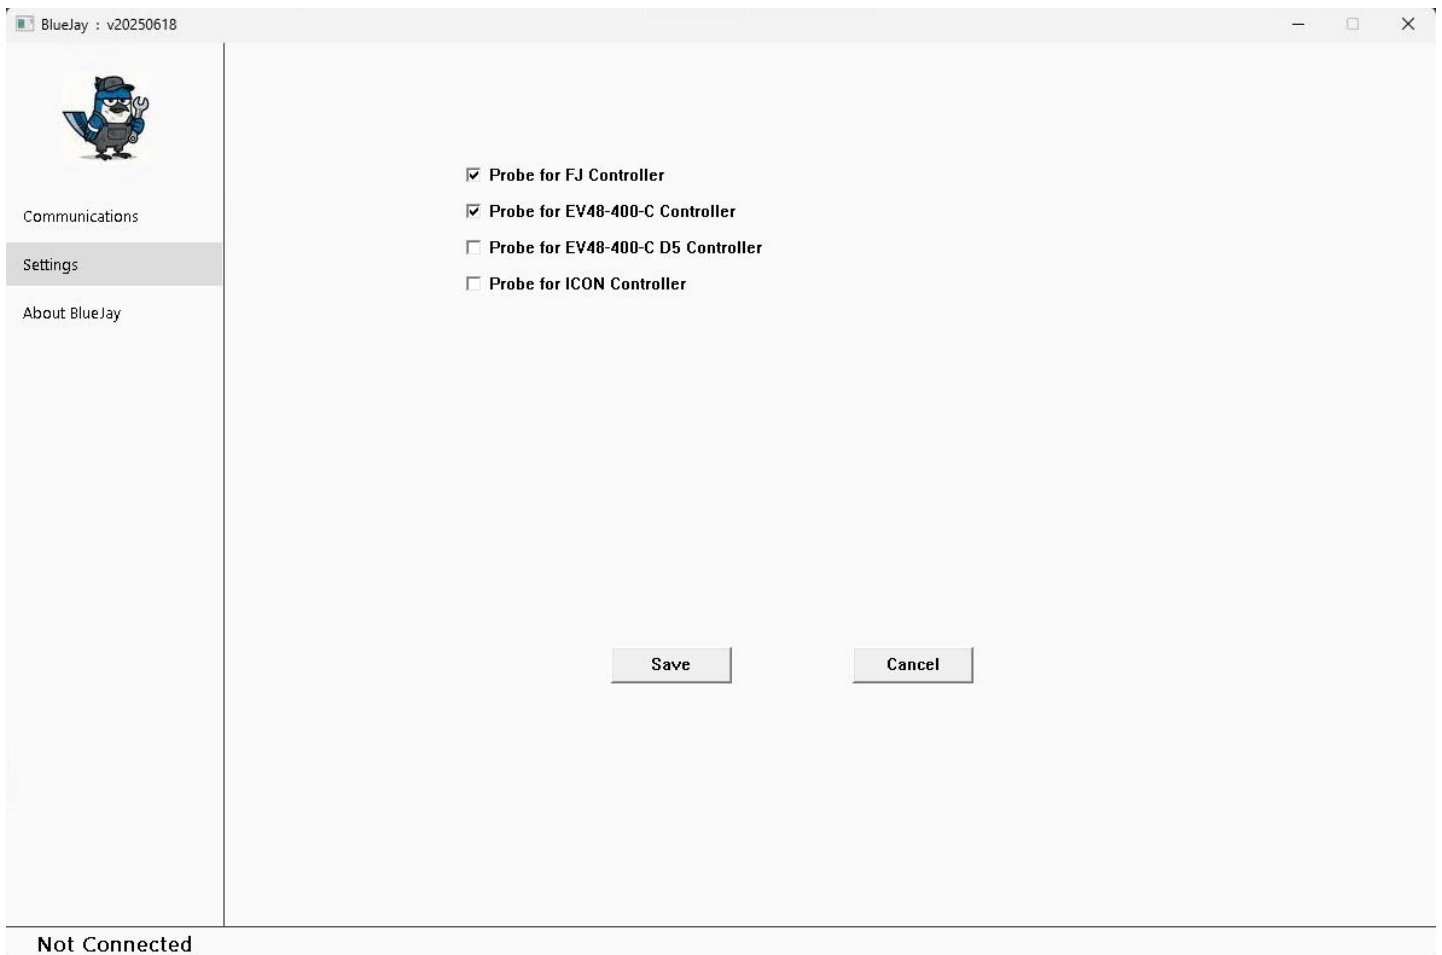 BlueJay : v20250618
Communications
Settings
About BlueJay
Probe for FJ Controller
Probe for EV48-400-C Controller
Probe for EV48-400-C D5 Controller
Probe for ICON Controller
Save
Cancel
Not Connected